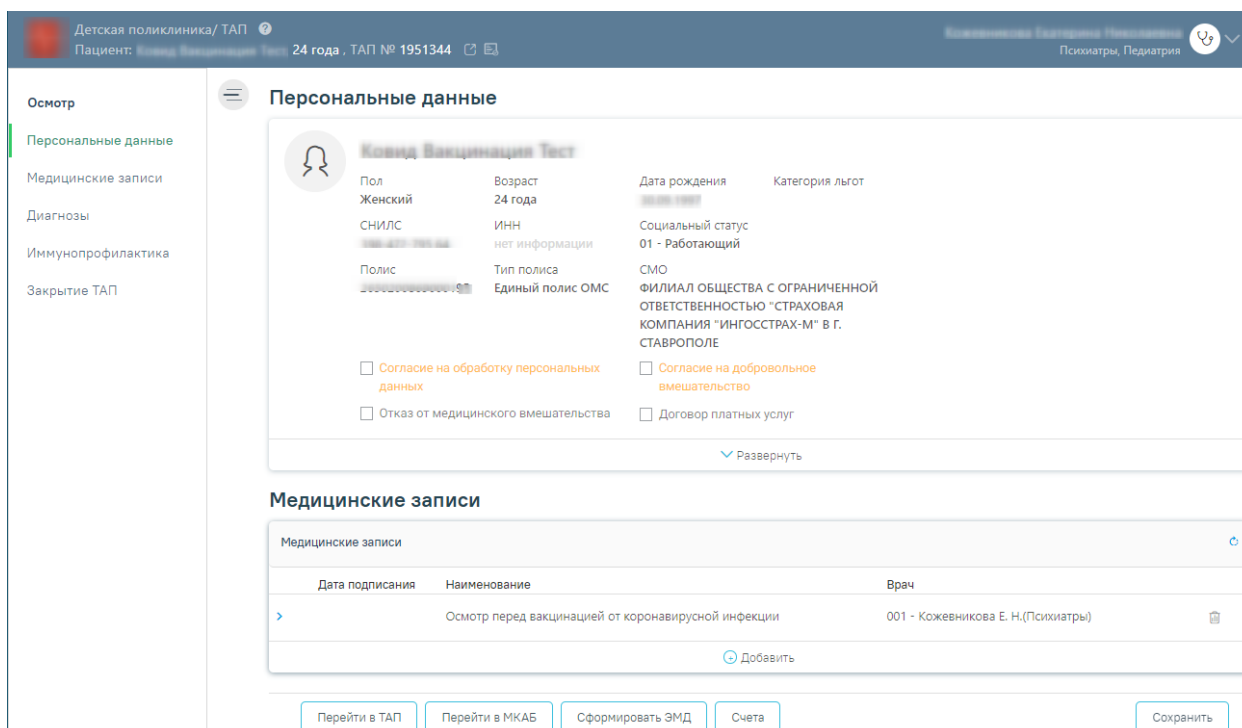 Детская поликлиника/ ТАП ?
Пациент: 24 года , ТАП № 1951344
Психиатры, Педиатрия
Осмотр
Персональные данные
Медицинские записи
Диагнозы
Иммунопрофилактика
Закрытие ТАП
Персональные данные
Ковид Вакцинация Тест
Пол Возраст Дата рождения Категория льгот
Женский 24 года
СНИЛС ИНН Социальный статус
нет информации 01 - Работающий
Полис Тип полиса СМО
Единый полис ОМС ФИЛИАЛ ОБЩЕСТВА С ОГРАНИЧЕННОЙ
ОТВЕТСТВЕННОСТЬЮ "СТРАХОВАЯ
КОМПАНИЯ "ИНГОССТРАХ-М" В Г.
СТАВРОПОЛЕ
Согласие на обработку персональных данных
Согласие на добровольное вмешательство
Отказ от медицинского вмешательства Договор платных услуг
Развернуть
Медицинские записи
Медицинские записи
Дата подписания Наименование Врач
Осмотр перед вакцинацией от коронавирусной инфекции 001 - Кожевникова Е. Н.(Психиатры)
Добавить
Перейти в ТАП Перейти в МКАБ Сформировать ЭМД Счета Сохранить